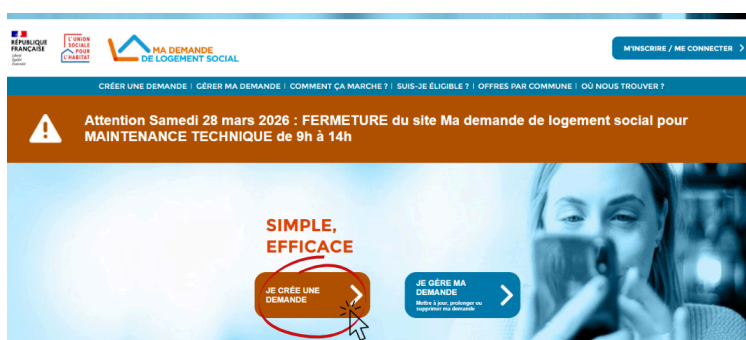 RÉPUBLIQUE
FRANÇAISE
Liberté
Égalité
Fraternité
L'UNION
SOCIALE
POUR
L'HABITAT
MA DEMANDE
DE LOGEMENT SOCIAL
M'INSCRIRE / ME CONNECTER
CRÉER UNE DEMANDE | GÉRER MA DEMANDE | COMMENT ÇA MARCHE ? | SUIS-JE ÉLIGIBLE ? | OFFRES PAR COMMUNE | OÙ NOUS TROUVER ?
Attention Samedi 28 mars 2026 : FERMETURE du site Ma demande de logement social pour
MAINTENANCE TECHNIQUE de 9h à 14h
SIMPLE,
EFFICACE
JE CRÉE UNE
DEMANDE
JE GÈRE MA
DEMANDE
Mettre à jour, prolonger ou
supprimer ma demande